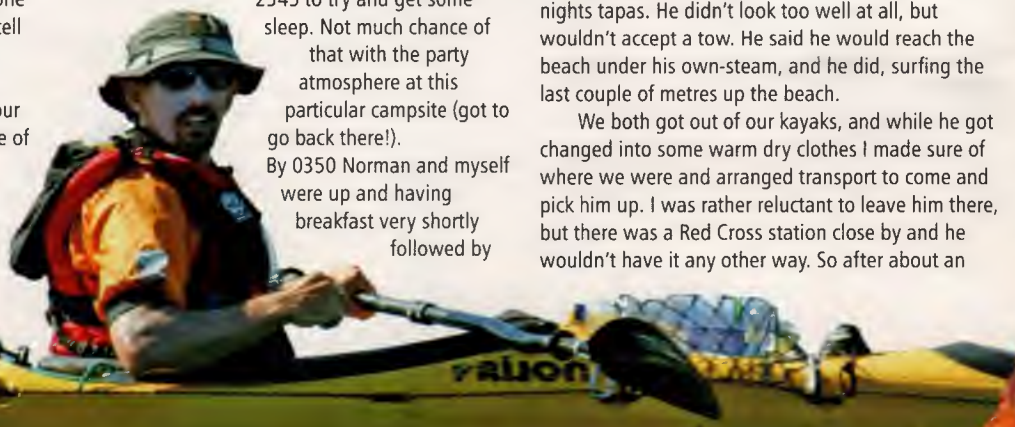 one
tell
our
e of
2345 to try and get some
sleep. Not much chance of
that with the party
atmosphere at this
particular campsite (got to
go back there!).
By 0350 Norman and myself
were up and having
breakfast very shortly
followed by
nights tapas. He didn't look too well at all, but
wouldn't accept a tow. He said he would reach the
beach under his own-steam, and he did, surfing the
last couple of metres up the beach.
We both got out of our kayaks, and while he got
changed into some warm dry clothes I made sure of
where we were and arranged transport to come and
pick him up. I was rather reluctant to leave him there,
but there was a Red Cross station close by and he
wouldn't have it any other way. So after about an